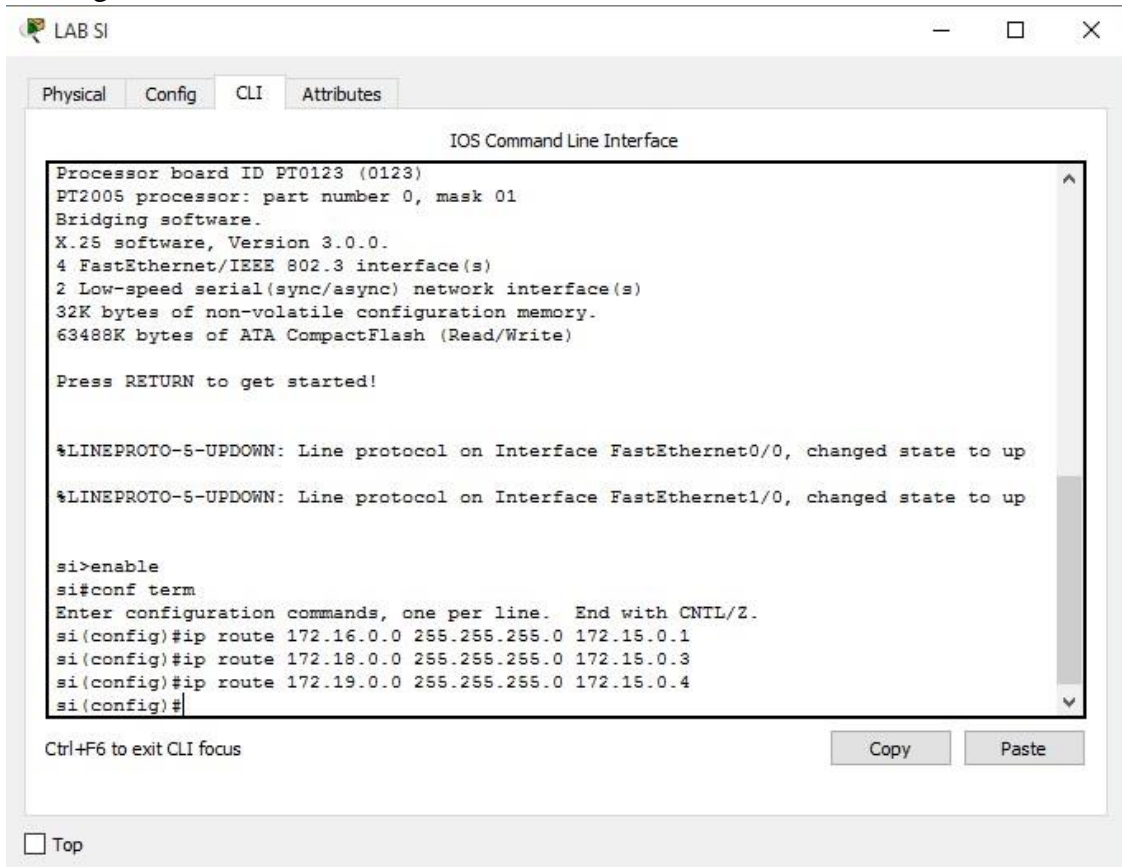 LAB SI
Physical Config CLI Attributes
IOS Command Line Interface
Processor board ID PT0123 (0123)
PT2005 processor: part number 0, mask 01
Bridging software.
X.25 software, Version 3.0.0.
4 FastEthernet/IEEE 802.3 interface(s)
2 Low-speed serial(sync/async) network interface(s)
32K bytes of non-volatile configuration memory.
63488K bytes of ATA CompactFlash (Read/Write)
Press RETURN to get started!
%LINEPROTO-5-UPDOWN: Line protocol on Interface FastEthernet0/0, changed state to up
%LINEPROTO-5-UPDOWN: Line protocol on Interface FastEthernet1/0, changed state to up
si>enable
si#conf term
Enter configuration commands, one per line.  End with CNTL/Z.
si(config)#ip route 172.16.0.0 255.255.255.0 172.15.0.1
si(config)#ip route 172.18.0.0 255.255.255.0 172.15.0.3
si(config)#ip route 172.19.0.0 255.255.255.0 172.15.0.4
si(config)#
Ctrl+F6 to exit CLI focus
Copy Paste
Top